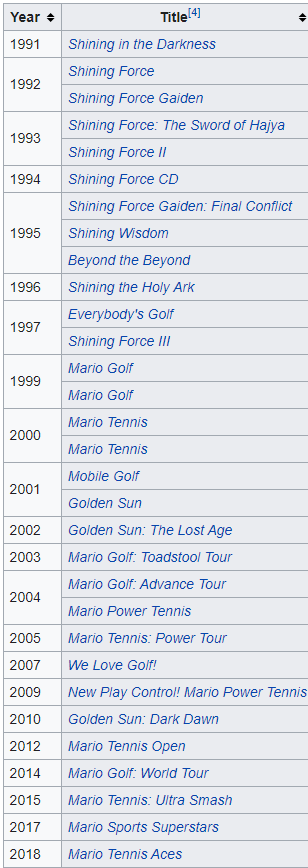 Year Title[4]
1991 Shining in the Darkness
1992 Shining Force
Shining Force Gaiden
1993 Shining Force: The Sword of Hajya
Shining Force II
1994 Shining Force CD
1995 Shining Force Gaiden: Final Conflict
Shining Wisdom
Beyond the Beyond
1996 Shining the Holy Ark
1997 Everybody's Golf
Shining Force III
1999 Mario Golf
Mario Golf
2000 Mario Tennis
Mario Tennis
2001 Mobile Golf
Golden Sun
2002 Golden Sun: The Lost Age
2003 Mario Golf: Toadstool Tour
2004 Mario Golf: Advance Tour
Mario Power Tennis
2005 Mario Tennis: Power Tour
2007 We Love Golf!
2009 New Play Control! Mario Power Tennis
2010 Golden Sun: Dark Dawn
2012 Mario Tennis Open
2014 Mario Golf: World Tour
2015 Mario Tennis: Ultra Smash
2017 Mario Sports Superstars
2018 Mario Tennis Aces